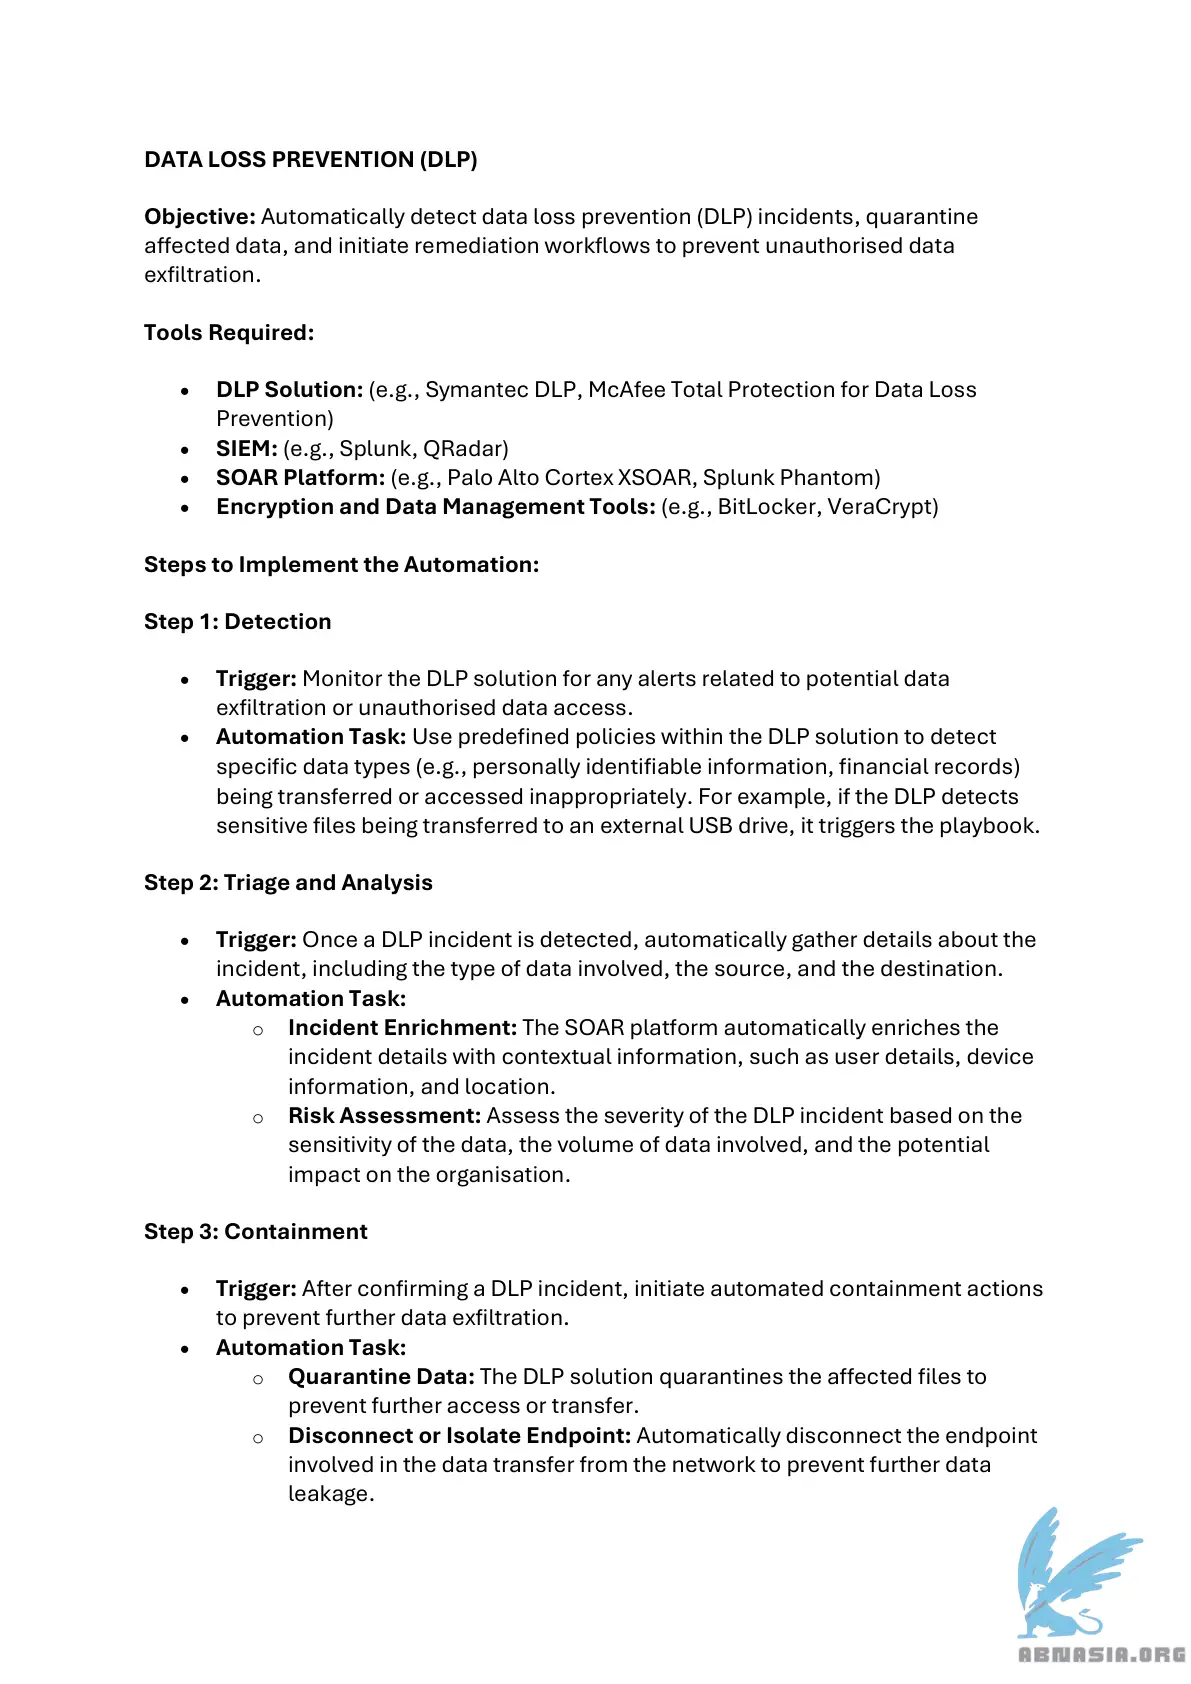 DATA LOSS PREVENTION (DLP)
Objective: Automatically detect data loss prevention (DLP) incidents, quarantine
affected data, and initiate remediation workflows to prevent unauthorised data
exfiltration.
Tools Required:
• DLP Solution: (e.g., Symantec DLP, McAfee Total Protection for Data Loss
Prevention)
• SIEM: (e.g., Splunk, QRadar)
• SOAR Platform: (e.g., Palo Alto Cortex XSOAR, Splunk Phantom)
• Encryption and Data Management Tools: (e.g., BitLocker, VeraCrypt)
Steps to Implement the Automation:
Step 1: Detection
• Trigger: Monitor the DLP solution for any alerts related to potential data
exfiltration or unauthorised data access.
• Automation Task: Use predefined policies within the DLP solution to detect
specific data types (e.g., personally identifiable information, financial records)
being transferred or accessed inappropriately. For example, if the DLP detects
sensitive files being transferred to an external USB drive, it triggers the playbook.
Step 2: Triage and Analysis
• Trigger: Once a DLP incident is detected, automatically gather details about the
incident, including the type of data involved, the source, and the destination.
• Automation Task:
o Incident Enrichment: The SOAR platform automatically enriches the
incident details with contextual information, such as user details, device
information, and location.
o Risk Assessment: Assess the severity of the DLP incident based on the
sensitivity of the data, the volume of data involved, and the potential
impact on the organisation.
Step 3: Containment
• Trigger: After confirming a DLP incident, initiate automated containment actions
to prevent further data exfiltration.
• Automation Task:
o Quarantine Data: The DLP solution quarantines the affected files to
prevent further access or transfer.
o Disconnect or Isolate Endpoint: Automatically disconnect the endpoint
involved in the data transfer from the network to prevent further data
leakage.
ABNASIA.ORG